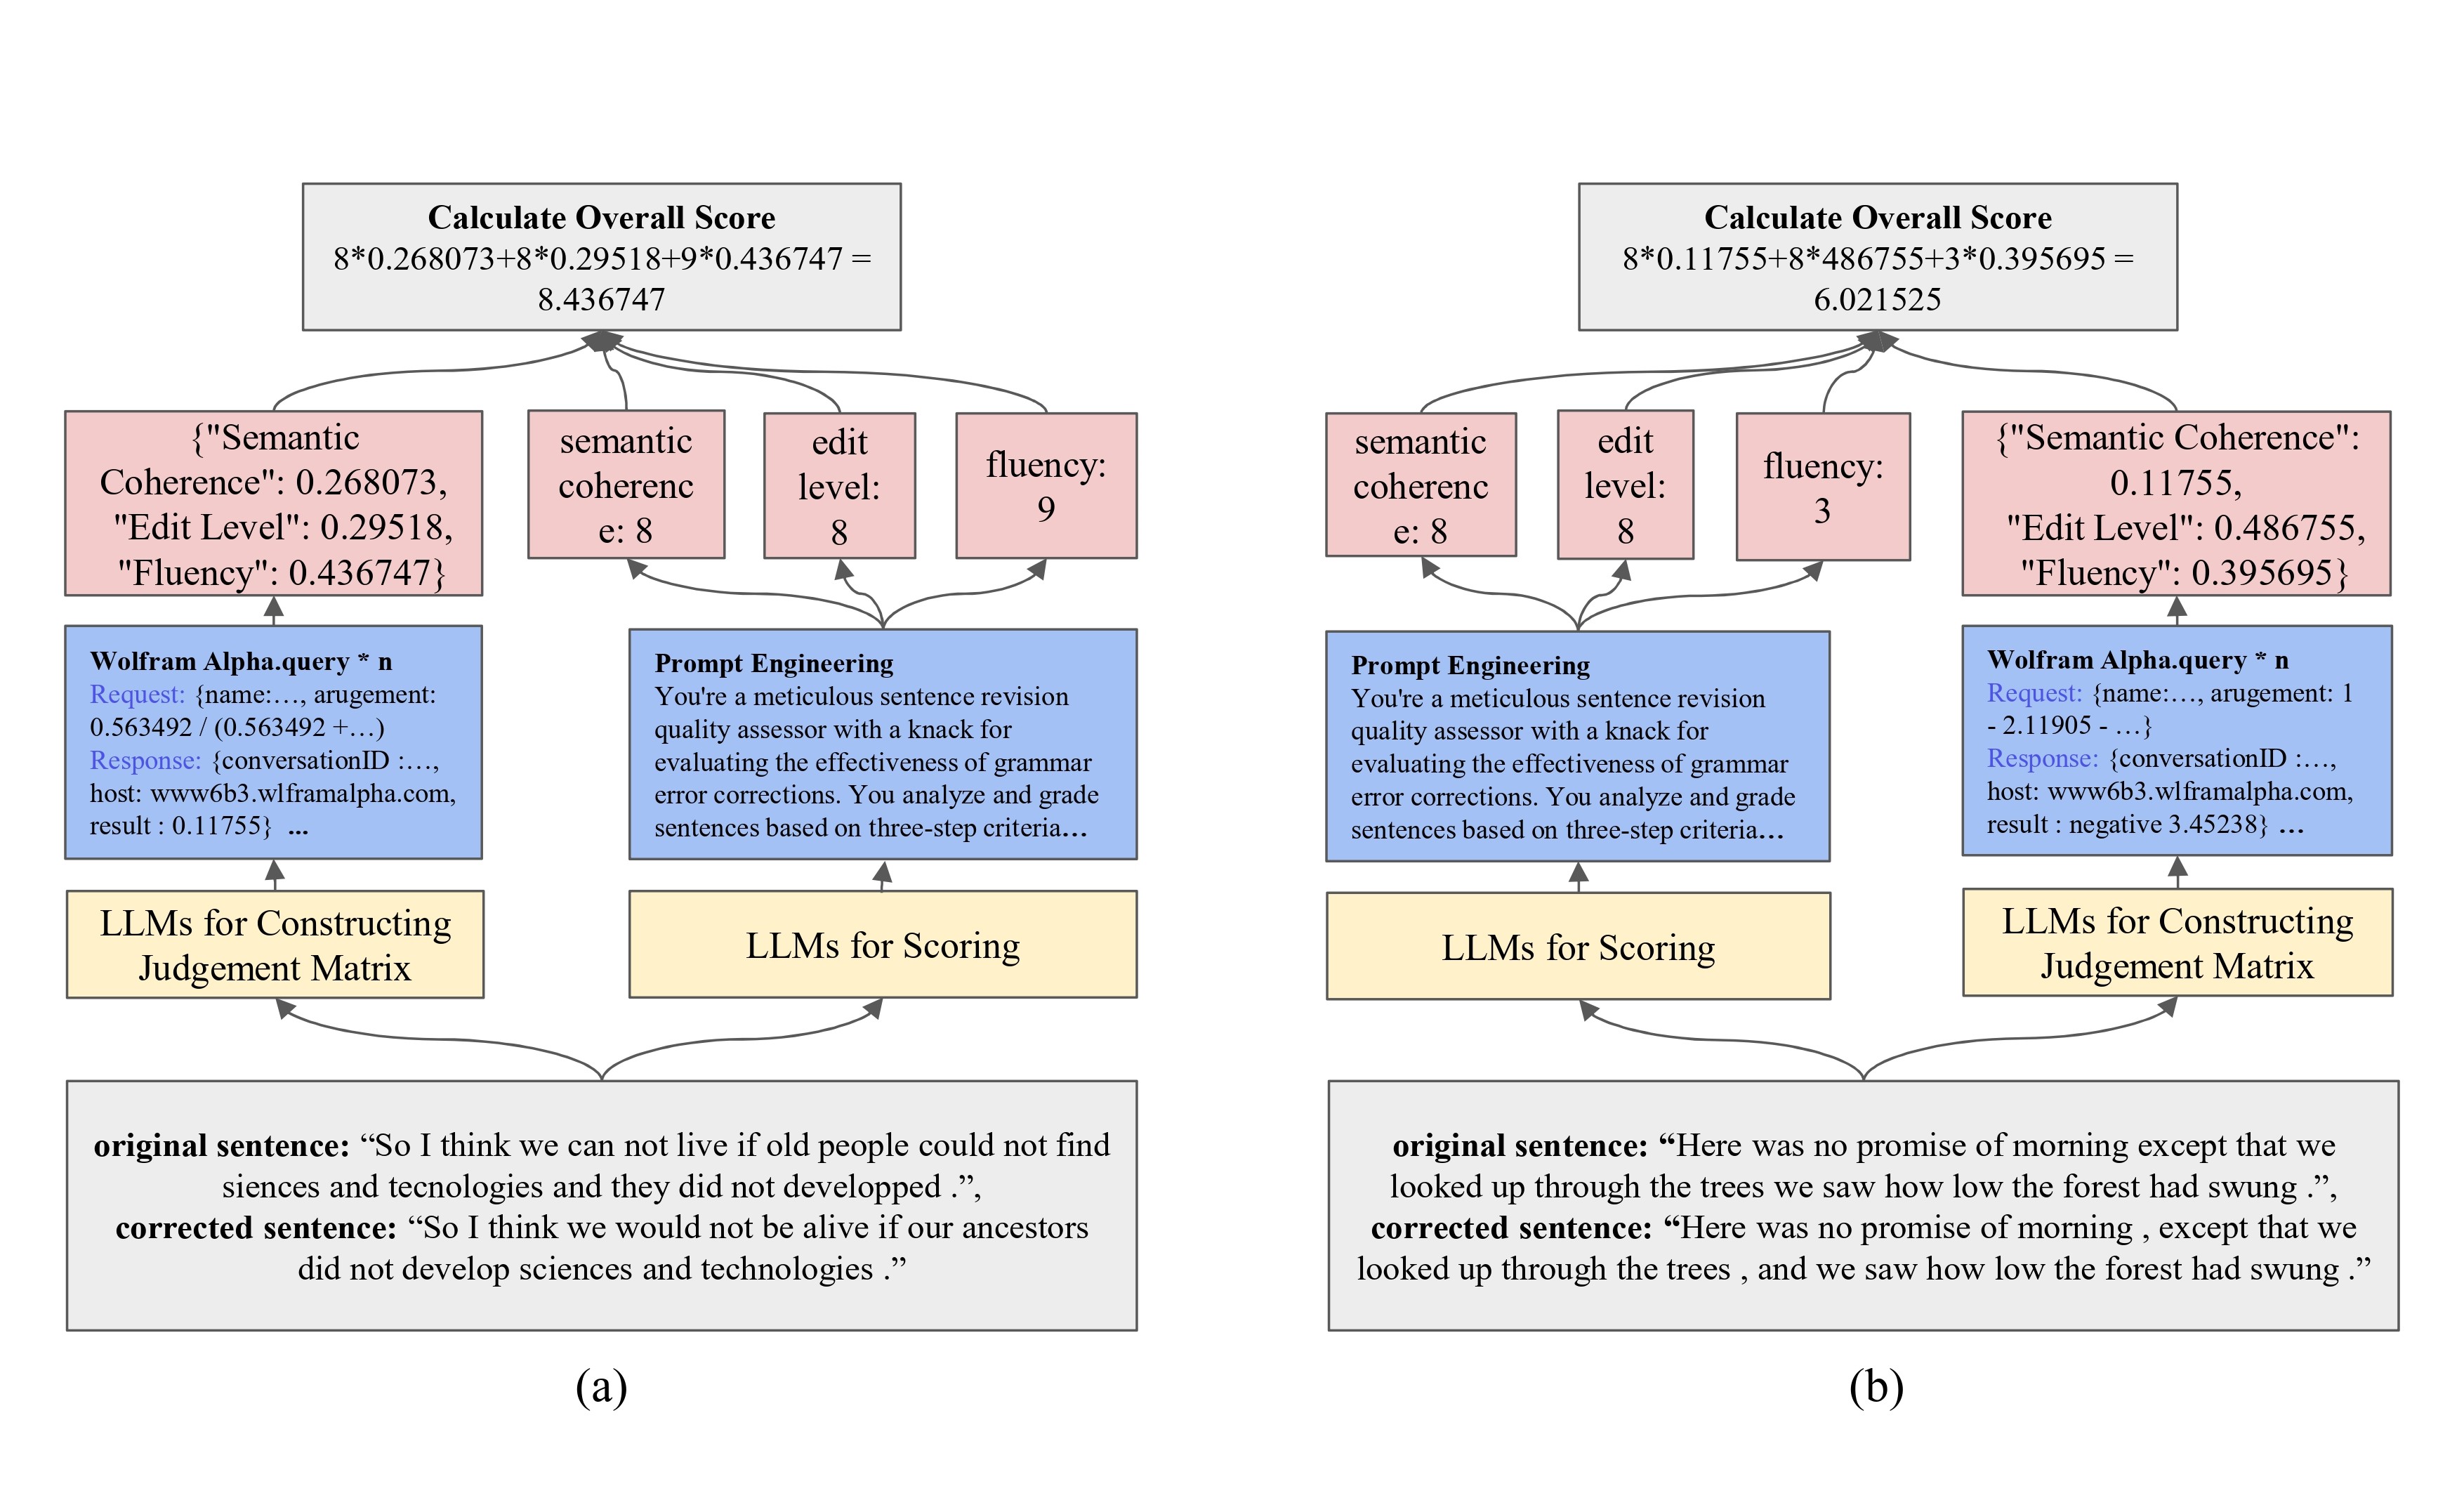 Calculate Overall Score
8*0.268073+8*0.29518+9*0.436747 =
8.436747
{"Semantic
Coherence": 0.268073,
"Edit Level": 0.29518,
"Fluency": 0.436747}
semantic
coherenc
e: 8
edit
level:
8
fluency:
9
Wolfram Alpha.query * n
Request: {name:…, arugement:
0.563492 / (0.563492 +…)
Response: {conversationID :…,
host: www6b3.wlframalpha.com,
result : 0.11755} ...
Prompt Engineering
You're a meticulous sentence revision
quality assessor with a knack for
evaluating the effectiveness of grammar
error corrections. You analyze and grade
sentences based on three-step criteria…
LLMs for Constructing
Judgement Matrix
LLMs for Scoring
original sentence: “So I think we can not live if old people could not find
siences and tecnologies and they did not developped .”,
corrected sentence: “So I think we would not be alive if our ancestors
did not develop sciences and technologies .”
(a)
Calculate Overall Score
8*0.11755+8*486755+3*0.395695 =
6.021525
semantic
coherenc
e: 8
edit
level:
8
fluency:
3
{"Semantic Coherence":
0.11755,
"Edit Level": 0.486755,
"Fluency": 0.395695}
Prompt Engineering
You're a meticulous sentence revision
quality assessor with a knack for
evaluating the effectiveness of grammar
error corrections. You analyze and grade
sentences based on three-step criteria…
Wolfram Alpha.query * n
Request: {name:…, arugement: 1
- 2.11905 - …}
Response: {conversationID :…,
host: www6b3.wlframalpha.com,
result : negative 3.45238} …
LLMs for Scoring
LLMs for Constructing
Judgement Matrix
original sentence: “Here was no promise of morning except that we
looked up through the trees we saw how low the forest had swung .”,
corrected sentence: “Here was no promise of morning , except that we
looked up through the trees , and we saw how low the forest had swung .”
(b)